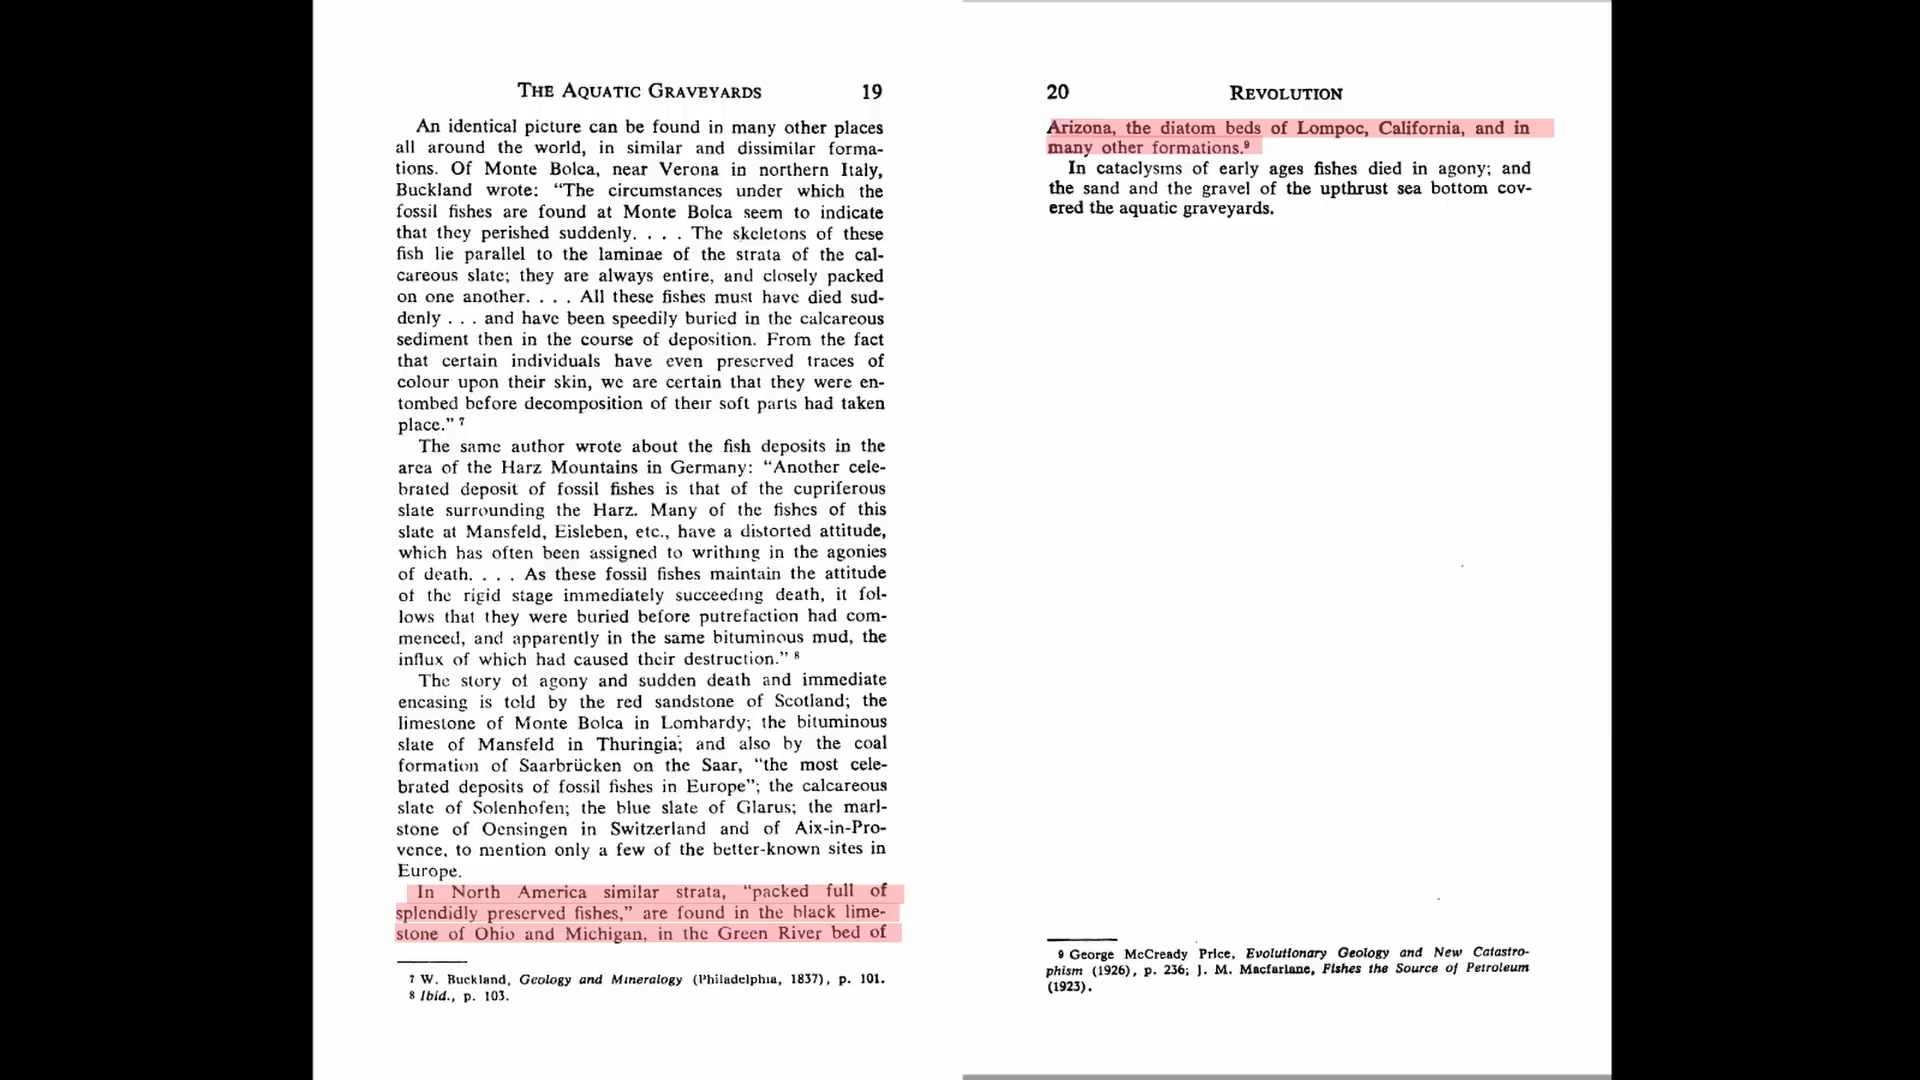 THE AQUATIC GRAVEYARDS 19
An identical picture can be found in many other places
all around the world, in similar and dissimilar forma-
tions. Of Monte Bolca, near Verona in northern Italy,
Buckland wrote: “The circumstances under which the
fossil fishes are found at Monte Bolca seem to indicate
that they perished suddenly. . . . The skeletons of these
fish lie parallel to the laminae of the strata of the cal-
careous slate; they are always entire, and closely packed
on one another. . . . All these fishes must have died sud-
denly . . . and have been speedily buried in the calcareous
sediment then in the course of deposition. From the fact
that certain individuals have even preserved traces of
colour upon their skin, we are certain that they were en-
tombed before decomposition of their soft parts had taken
place.” 7
The same author wrote about the fish deposits in the
area of the Harz Mountains in Germany: “Another cele-
brated deposit of fossil fishes is that of the cupriferous
slate surrounding the Harz. Many of the fishes of this
slate at Mansfeld, Eisleben, etc., have a distorted attitude,
which has often been assigned to writhing in the agonies
of death. . . . As these fossil fishes maintain the attitude
of the rigid stage immediately succeeding death, it fol-
lows that they were buried before putrefaction had com-
menced, and apparently in the same bituminous mud, the
influx of which had caused their destruction.” 8
The story of agony and sudden death and immediate
encasing is told by the red sandstone of Scotland; the
limestone of Monte Bolca in Lombardy; the bituminous
slate of Mansfeld in Thuringia; and also by the coal
formation of Saarbrücken on the Saar, “the most cele-
brated deposits of fossil fishes in Europe”; the calcareous
slate of Solenhofen; the blue slate of Glarus; the marl-
stone of Oensingen in Switzerland and of Aix-in-Pro-
vence, to mention only a few of the better-known sites in
Europe.
In North America similar strata, “packed full of
splendidly preserved fishes,” are found in the black lime-
stone of Ohio and Michigan, in the Green River bed of
7 W. Buckland, Geology and Mineralogy (Philadelphia, 1837), p. 101.
8 Ibid., p. 103.
20 REVOLUTION
Arizona, the diatom beds of Lompoc, California, and in
many other formations.9
In cataclysms of early ages fishes died in agony; and
the sand and the gravel of the upthrust sea bottom cov-
ered the aquatic graveyards.
9 George McCready Price, Evolutionary Geology and New Catastro-
phism (1926), p. 236; J. M. Macfarlane, Fishes the Source of Petroleum
(1923).